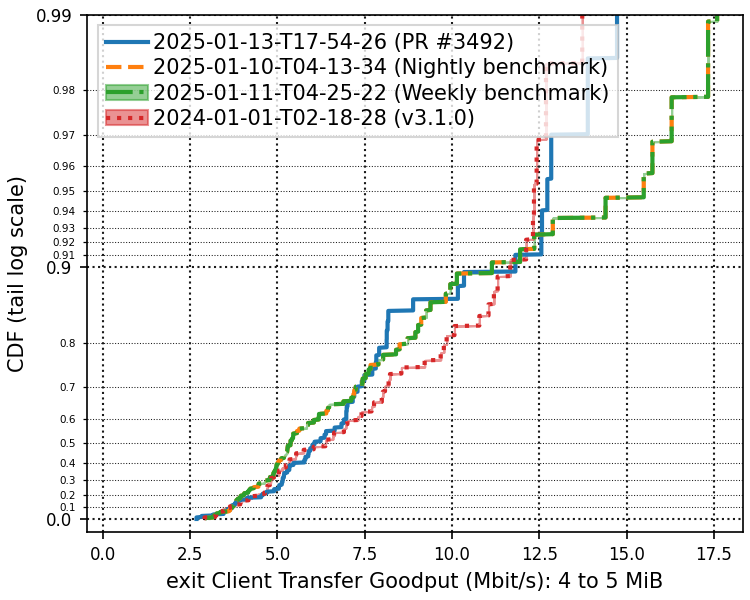 0.99
2025-01-13-T17-54-26 (PR #3492)
2025-01-10-T04-13-34 (Nightly benchmark)
2025-01-11-T04-25-22 (Weekly benchmark)
2024-01-01-T02-18-28 (v3.1.0)
0.98
0.97
0.96
0.95
0.94
0.93
0.92
0.91
0.9
0.8
0.7
0.6
0.5
0.4
0.3
0.2
0.1
0.0
CDF (tail log scale)
0.0 2.5 5.0 7.5 10.0 12.5 15.0 17.5
exit Client Transfer Goodput (Mbit/s): 4 to 5 MiB